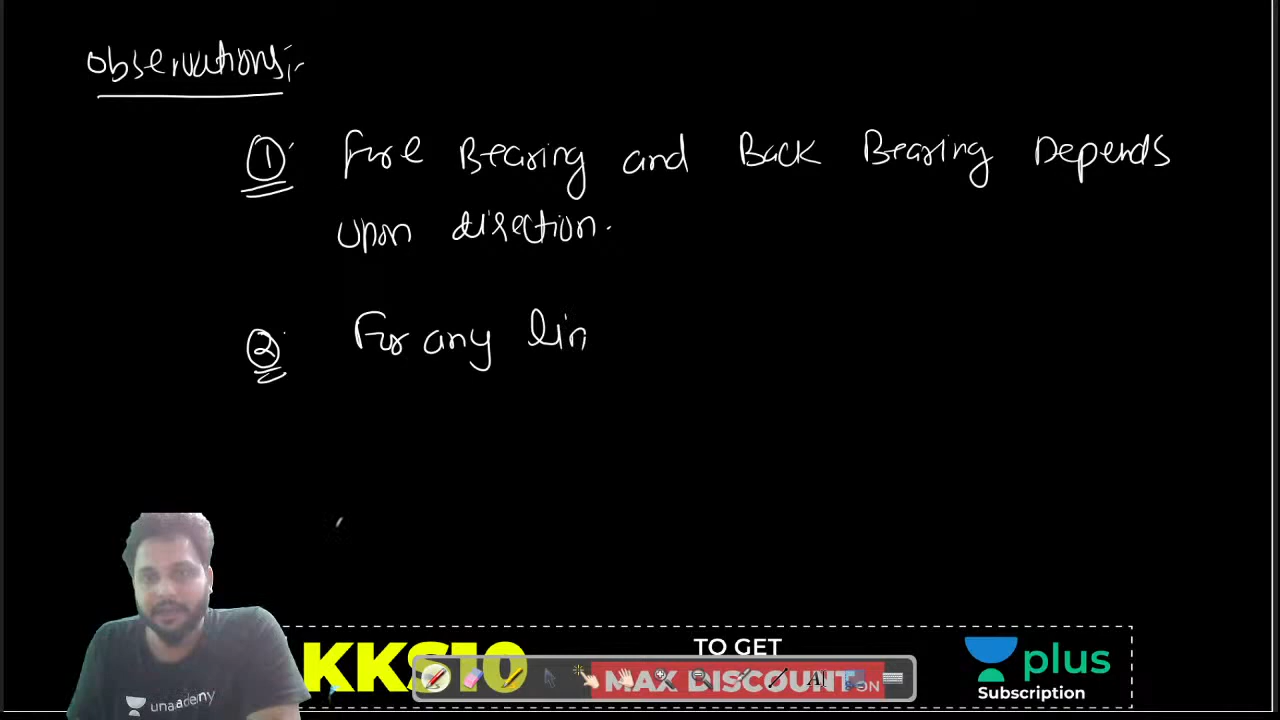 Observations:-
① Fore Bearing and Back Bearing Depends
upon direction.
② For any lin
unacademy
KKS10
TO GET
MAX DISCOUNT
ON
plus
Subscription